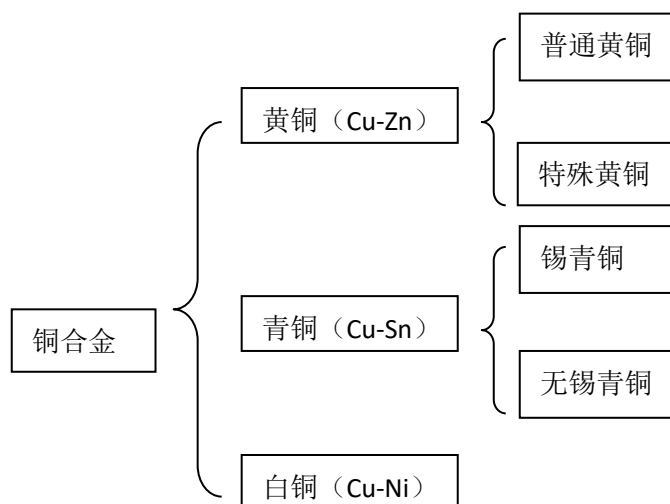 普通黄铜
黄铜（Cu-Zn）
特殊黄铜
锡青铜
铜合金
青铜（Cu-Sn）
无锡青铜
白铜（Cu-Ni）